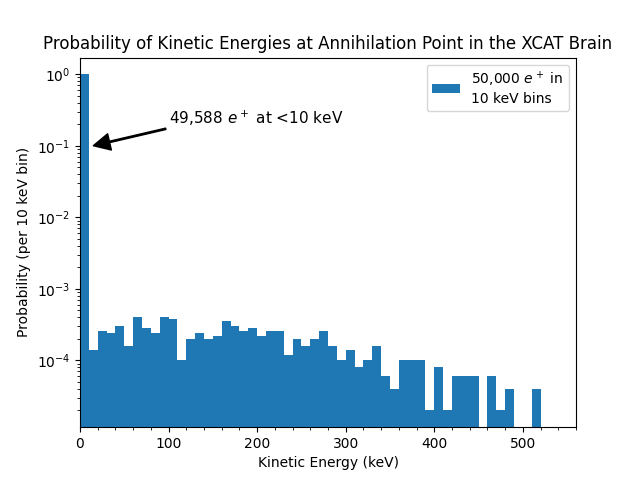 Probability of Kinetic Energies at Annihilation Point in the XCAT Brain
50,000 e⁺ in
10 keV bins
49,588 e⁺ at <10 keV
Probability (per 10 keV bin)
10⁰
10⁻¹
10⁻²
10⁻³
10⁻⁴
0 100 200 300 400 500
Kinetic Energy (keV)